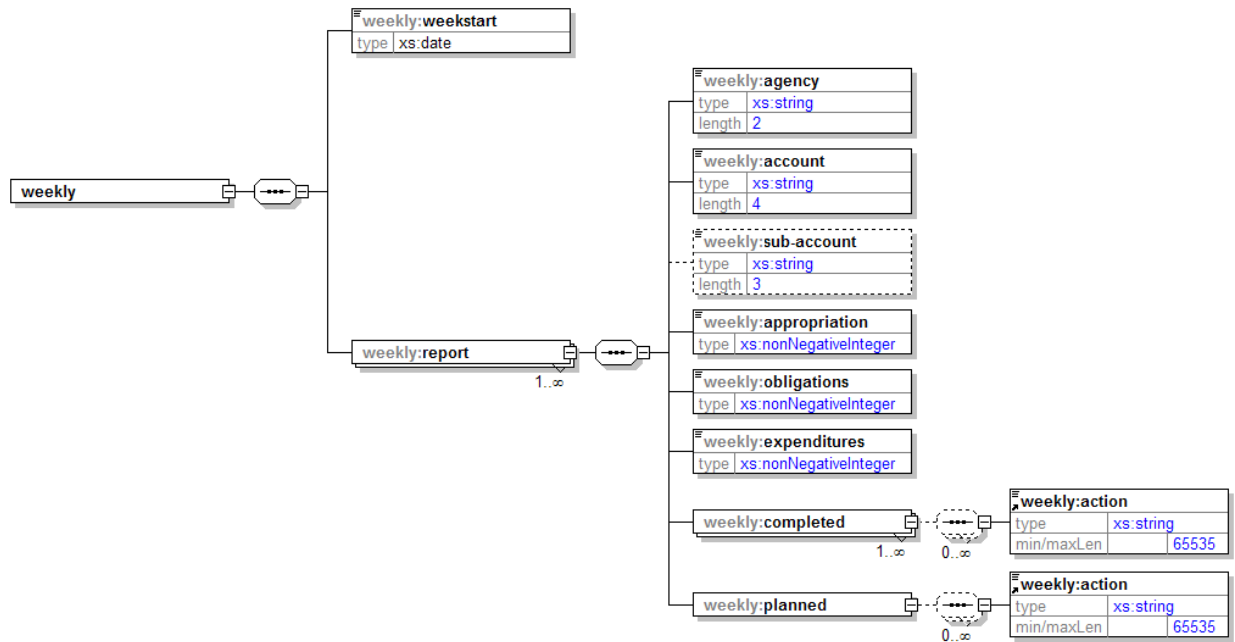 weekly:weekstart
type xs:date
weekly:agency
type xs:string
length 2
weekly:account
type xs:string
length 4
weekly
weekly:sub-account
type xs:string
length 3
weekly:appropriation
type xs:nonNegativeInteger
weekly:report
1..∞
weekly:obligations
type xs:nonNegativeInteger
weekly:expenditures
type xs:nonNegativeInteger
weekly:completed
1..∞
0..∞
weekly:action
type xs:string
min/maxLen 65535
weekly:planned
0..∞
weekly:action
type xs:string
min/maxLen 65535